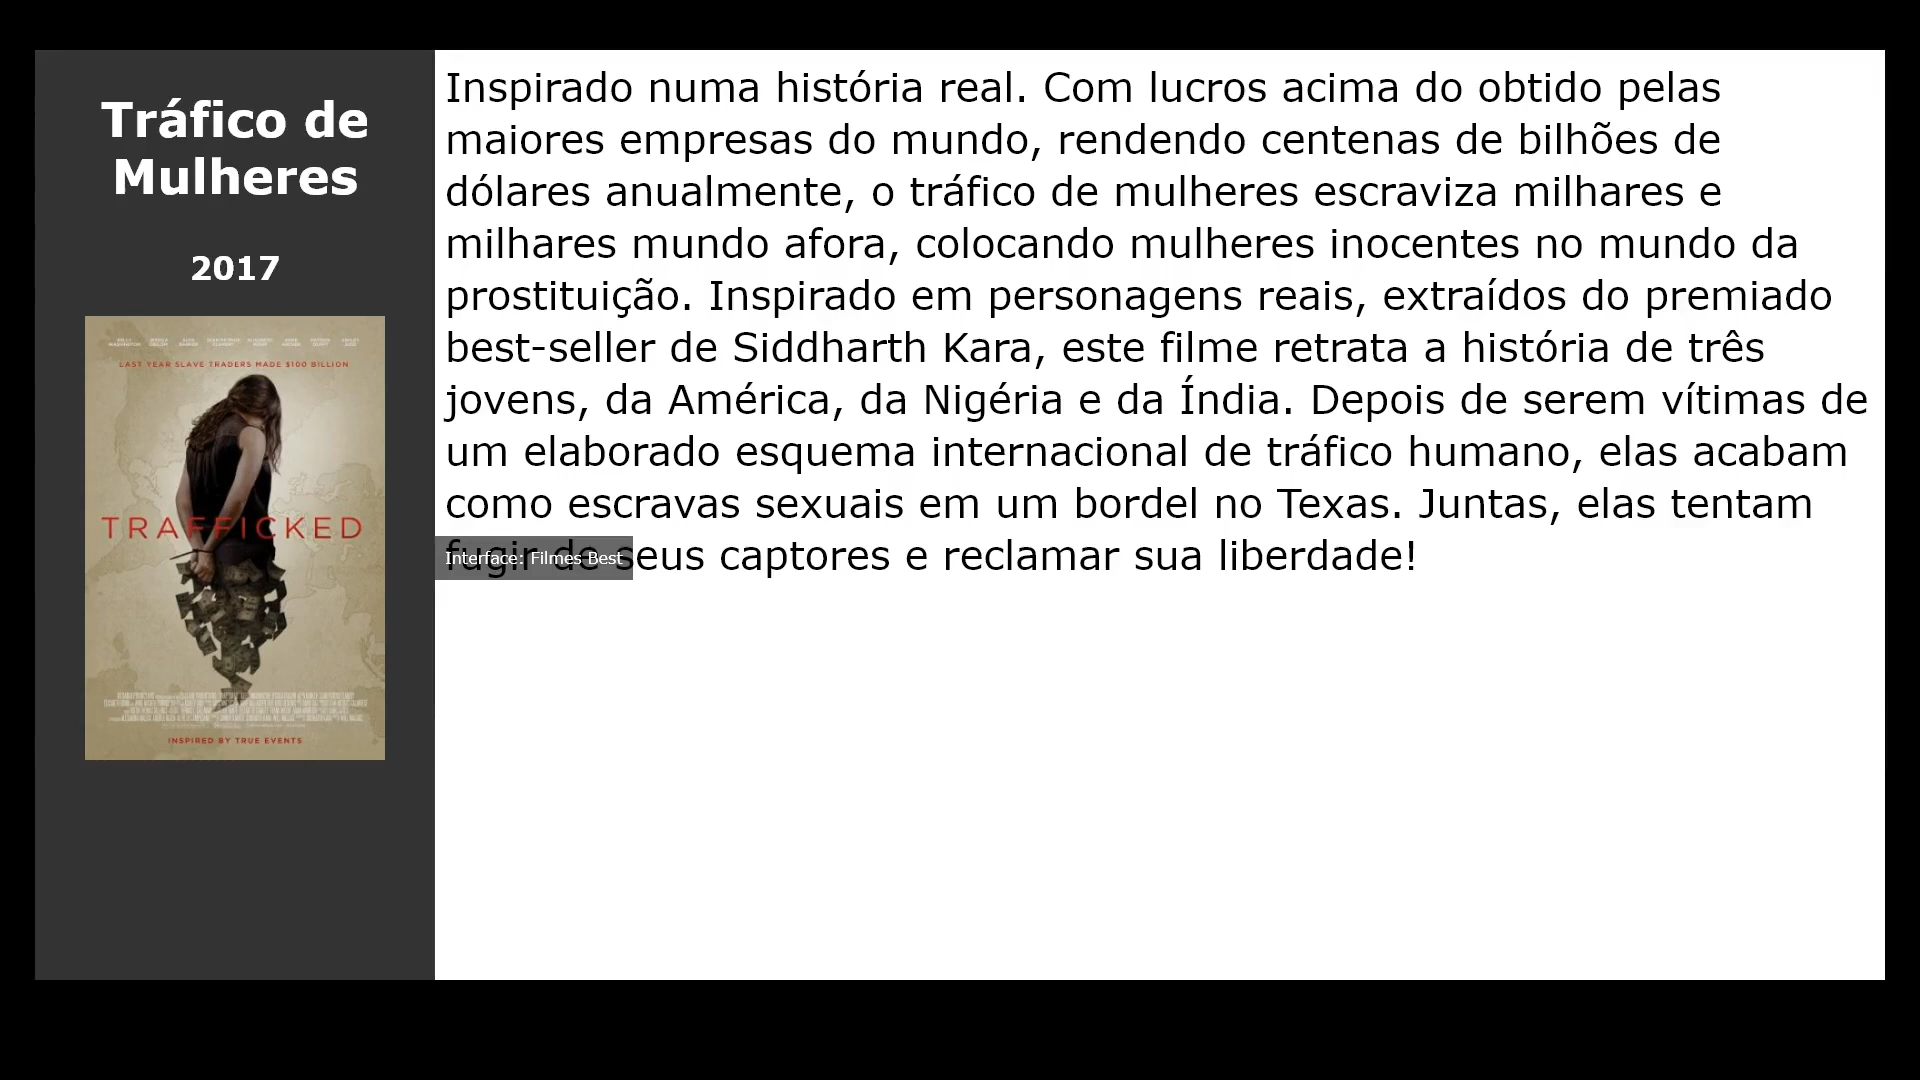 Tráfico de
Mulheres
2017
LAST YEAR SLAVE TRADERS MADE $100 BILLION
TRAFFICKED
INSPIRED BY TRUE EVENTS
Inspirado numa história real. Com lucros acima do obtido pelas
maiores empresas do mundo, rendendo centenas de bilhões de
dólares anualmente, o tráfico de mulheres escraviza milhares e
milhares mundo afora, colocando mulheres inocentes no mundo da
prostituição. Inspirado em personagens reais, extraídos do premiado
best-seller de Siddharth Kara, este filme retrata a história de três
jovens, da América, da Nigéria e da Índia. Depois de serem vítimas de
um elaborado esquema internacional de tráfico humano, elas acabam
como escravas sexuais em um bordel no Texas. Juntas, elas tentam
fugir de seus captores e reclamar sua liberdade!
Interface: Filmes Best